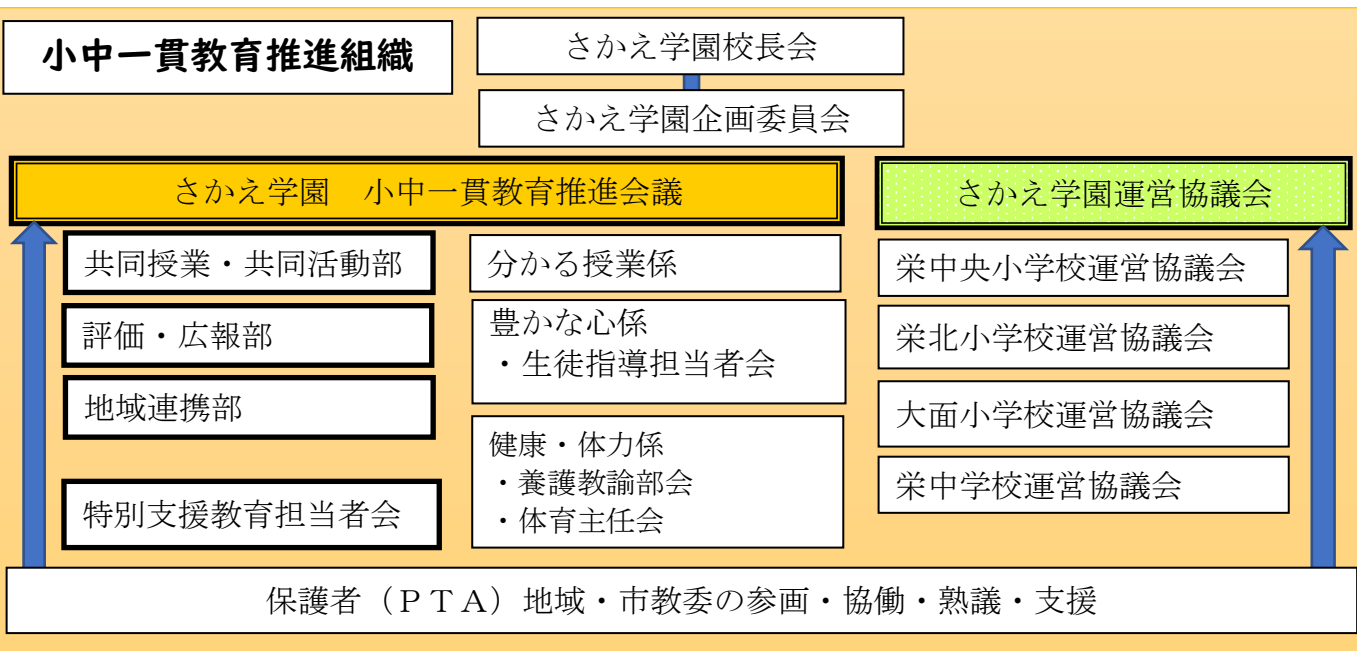 小中一貫教育推進組織
さかえ学園校長会
さかえ学園企画委員会
さかえ学園　小中一貫教育推進会議
共同授業・共同活動部
評価・広報部
地域連携部
特別支援教育担当者会
分かる授業係
豊かな心係
・生徒指導担当者会
健康・体力係
・養護教諭部会
・体育主任会
さかえ学園運営協議会
栄中央小学校運営協議会
栄北小学校運営協議会
大面小学校運営協議会
栄中学校運営協議会
保護者（ＰＴＡ）地域・市教委の参画・協働・熟議・支援